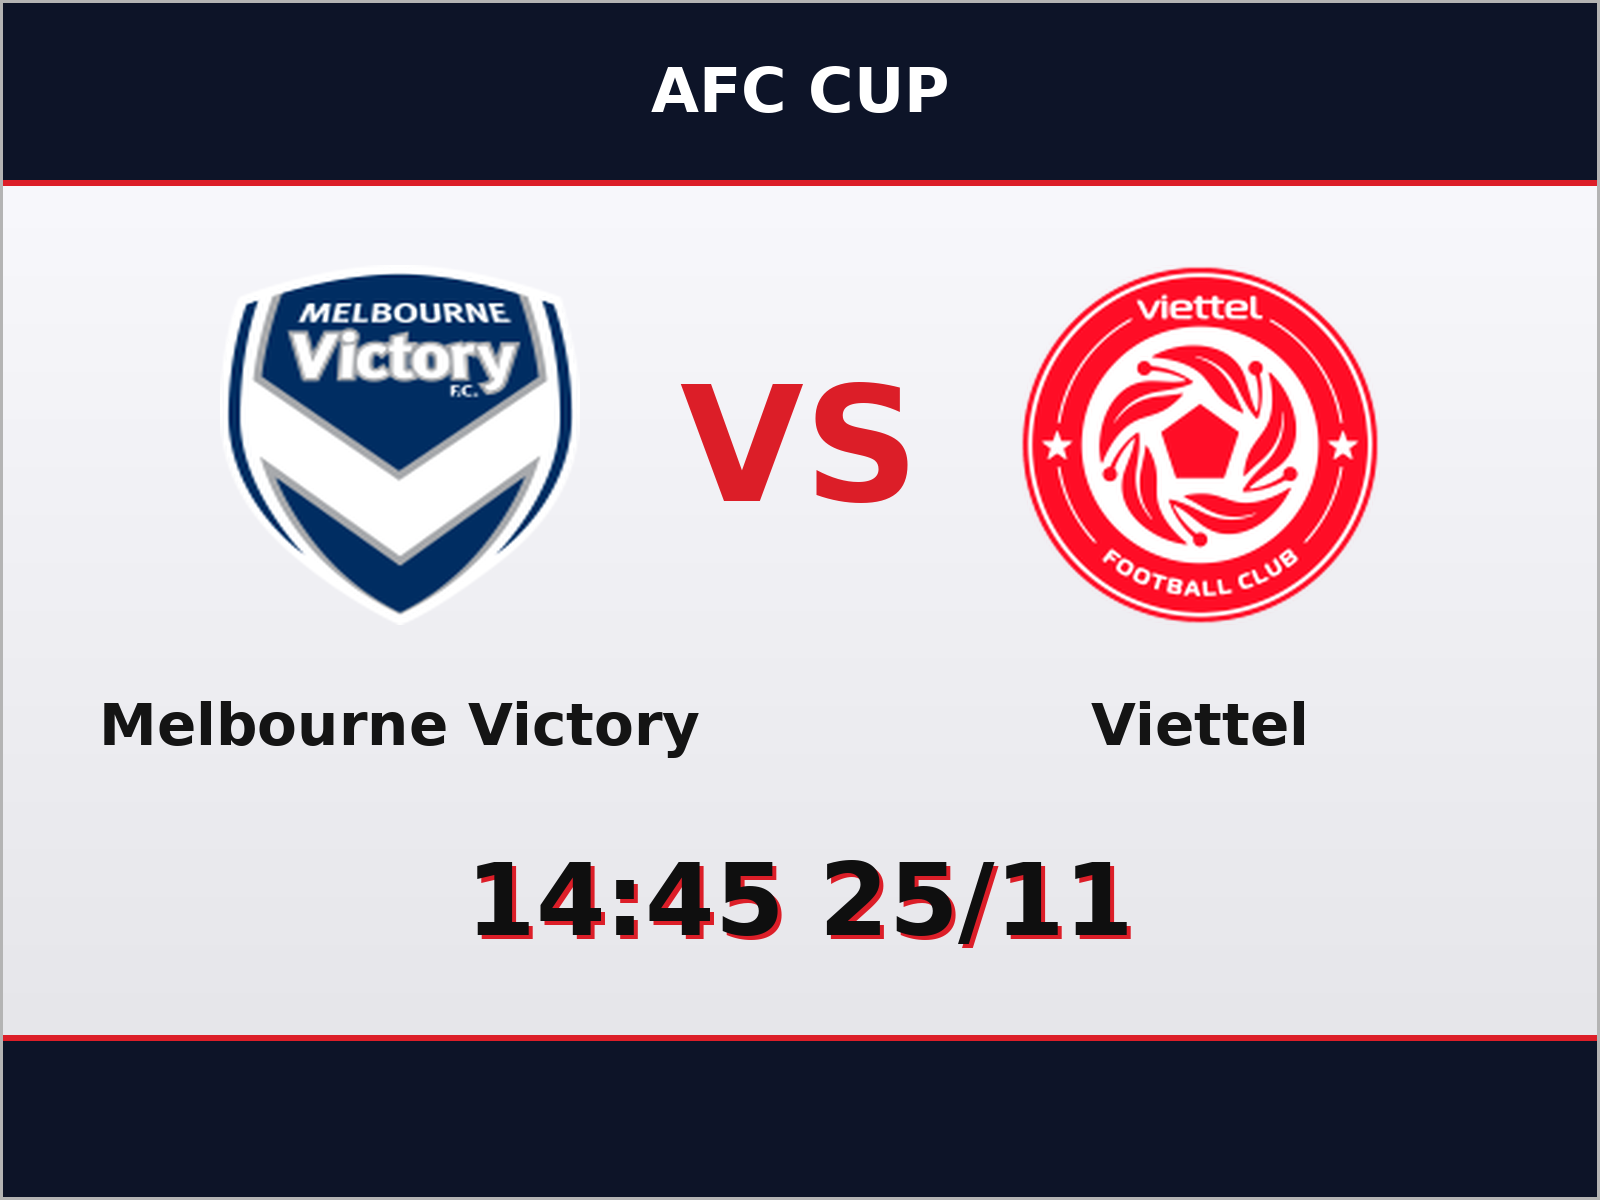 AFC CUP
MELBOURNE
Victory
F.C.
viettel
FOOTBALL CLUB
VS
Melbourne Victory
Viettel
14:45 25/11